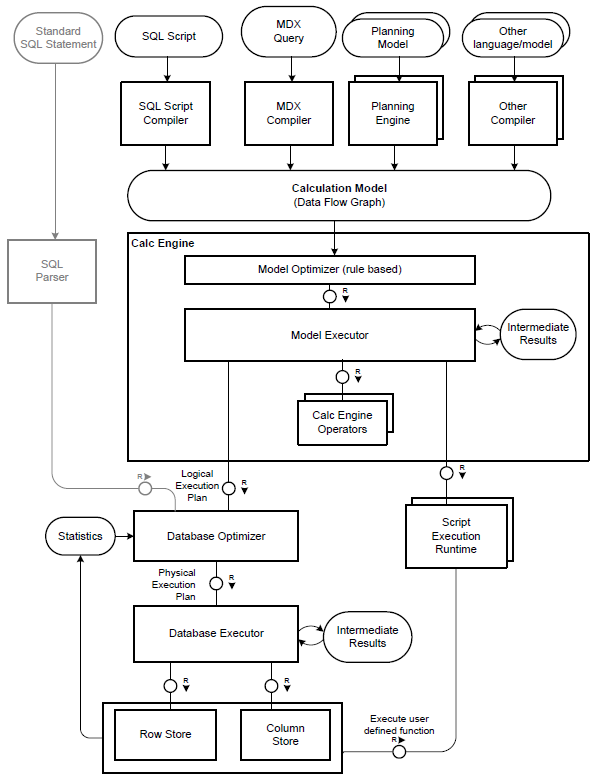 Standard
SQL Statement
SQL Script
MDX
Query
Planning
Model
Other
language/model
SQL Script
Compiler
MDX
Compiler
Planning
Engine
Other
Compiler
Calculation Model
(Data Flow Graph)
Calc Engine
SQL
Parser
Model Optimizer (rule based)
R
Model Executor
Intermediate
Results
R
Calc Engine
Operators
R
R
Logical
Execution
Plan
R
Statistics
Database Optimizer
Script
Execution
Runtime
Physical
Execution
Plan
R
Database Executor
Intermediate
Results
R
R
Row Store
Column
Store
Execute user
defined function
R